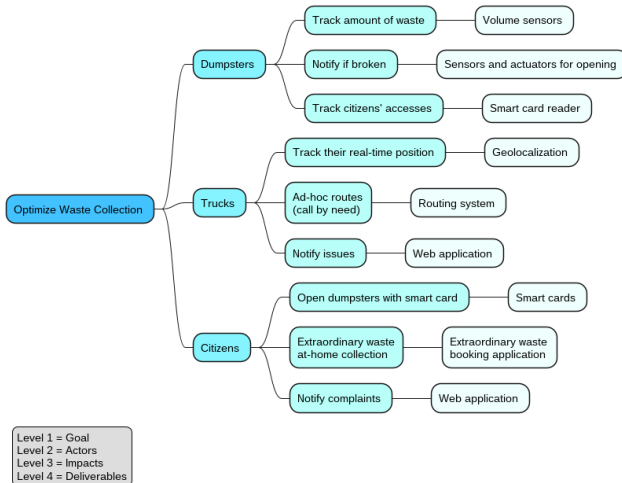 Optimize Waste Collection
Dumpsters
Track amount of waste
Volume sensors
Notify if broken
Sensors and actuators for opening
Track citizens' accesses
Smart card reader
Trucks
Track their real-time position
Geolocalization
Ad-hoc routes
(call by need)
Routing system
Notify issues
Web application
Citizens
Open dumpsters with smart card
Smart cards
Extraordinary waste
at-home collection
Extraordinary waste
booking application
Notify complaints
Web application
Level 1 = Goal
Level 2 = Actors
Level 3 = Impacts
Level 4 = Deliverables